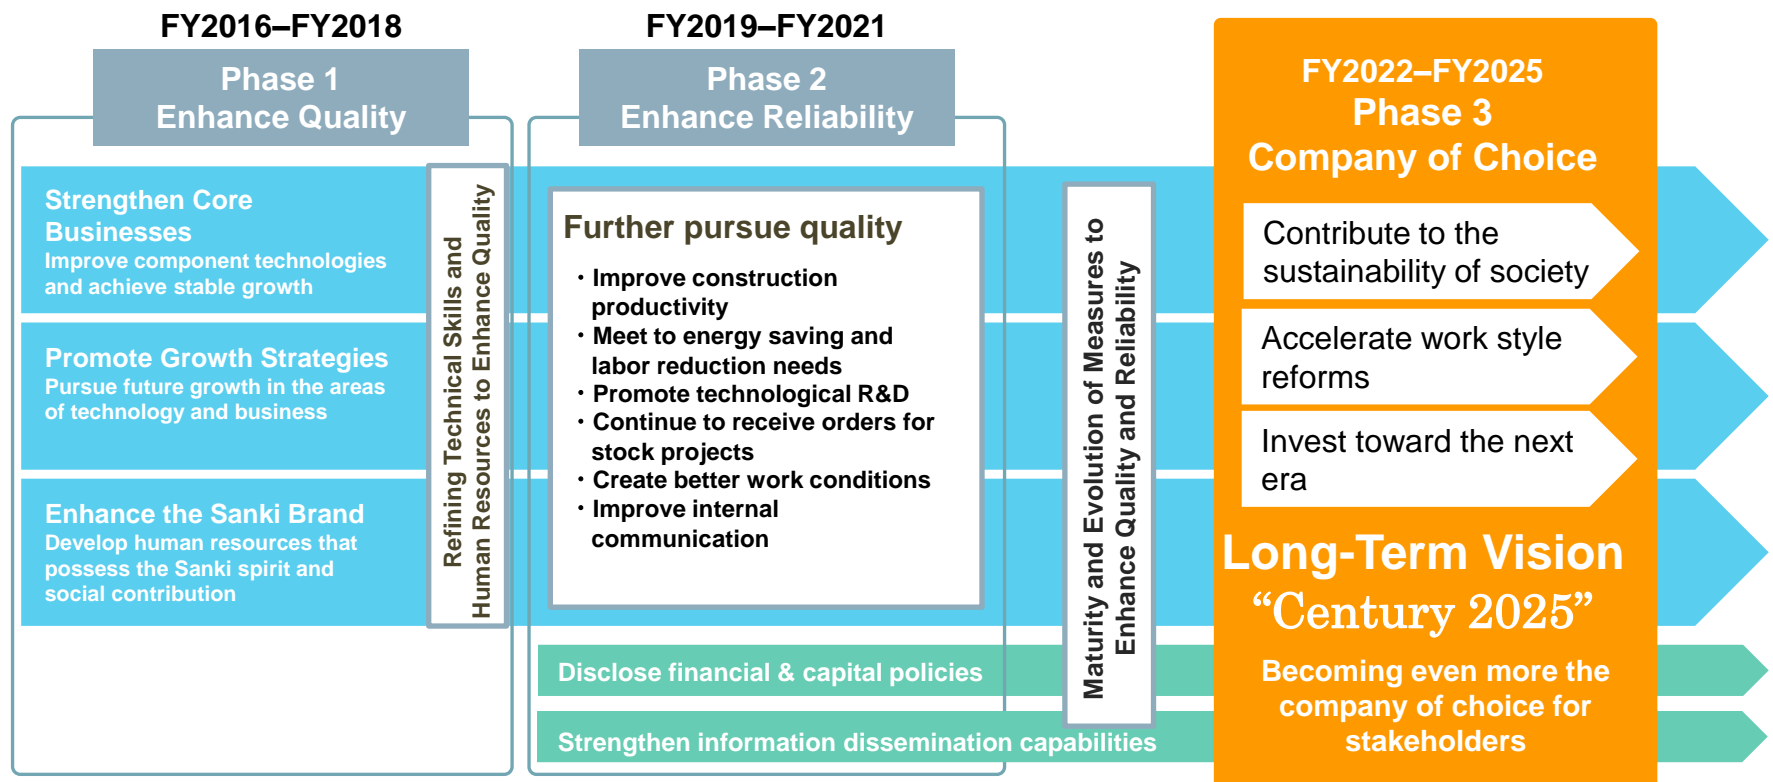 FY2016–FY2018
Phase 1
Enhance Quality
Strengthen Core
Businesses
Improve component technologies
and achieve stable growth
Promote Growth Strategies
Pursue future growth in the areas
of technology and business
Enhance the Sanki Brand
Develop human resources that
possess the Sanki spirit and
social contribution
Refining Technical Skills and
Human Resources to Enhance Quality
FY2019–FY2021
Phase 2
Enhance Reliability
Further pursue quality
・Improve construction
productivity
・Meet to energy saving and
labor reduction needs
・Promote technological R&D
・Continue to receive orders for
stock projects
・Create better work conditions
・Improve internal
communication
Disclose financial & capital policies
Strengthen information dissemination capabilities
Maturity and Evolution of Measures to
Enhance Quality and Reliability
FY2022–FY2025
Phase 3
Company of Choice
Contribute to the
sustainability of society
Accelerate work style
reforms
Invest toward the next
era
Long-Term Vision
“Century 2025”
Becoming even more the
company of choice for
stakeholders